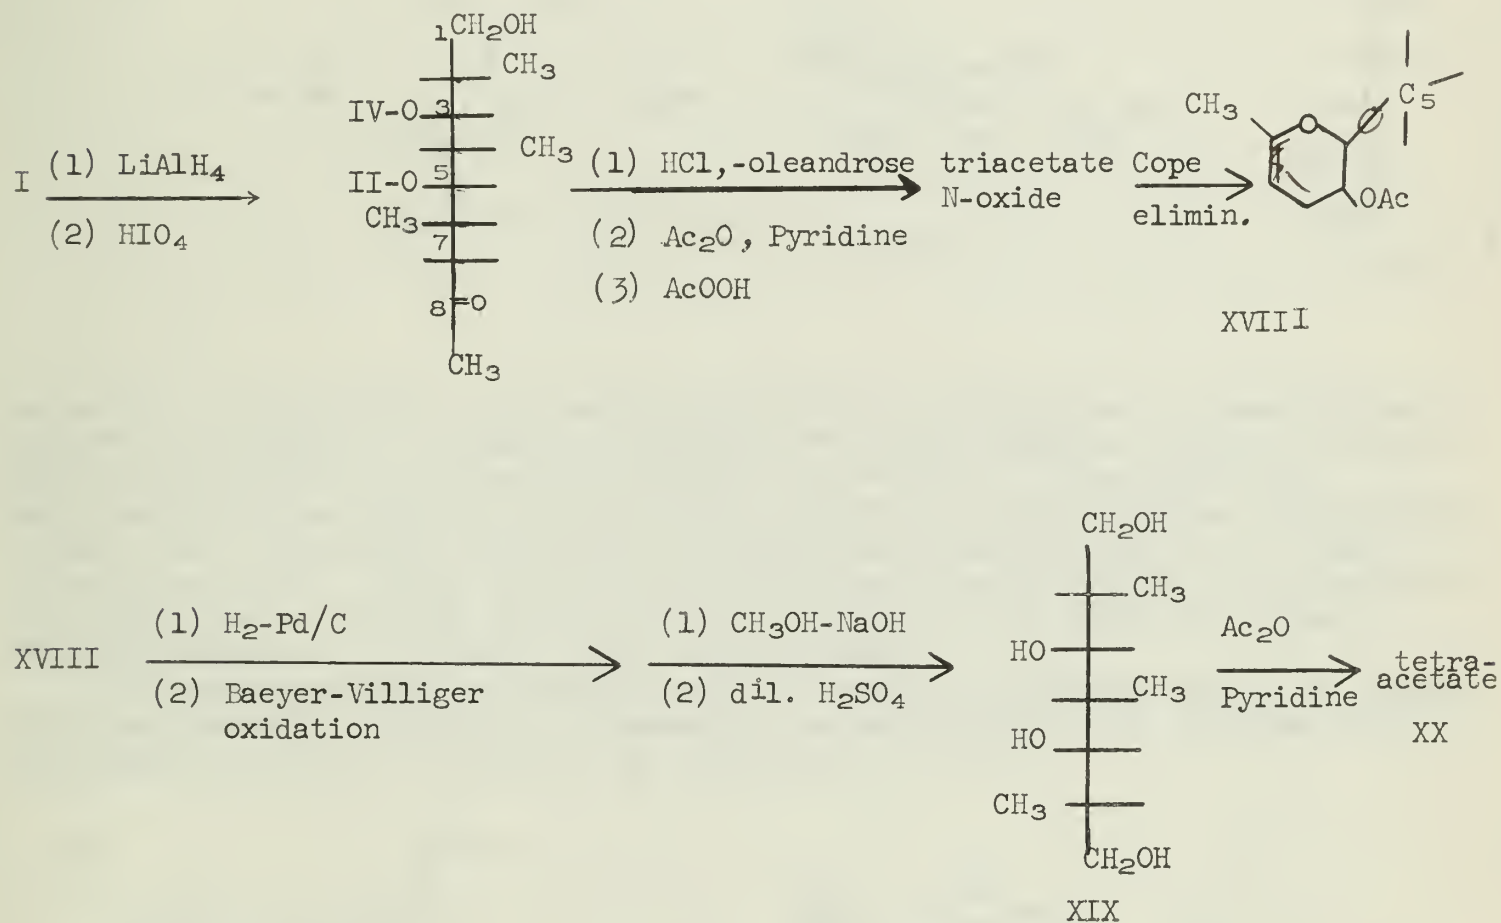 1CH2OH
CH3
IV-O 3
CH3
I (1) LiAlH4
(2) HIO4
II-O 5
CH3
7
8 =O
CH3
(1) HCl,-oleandrose
(2) Ac2O, Pyridine
(3) AcOOH
triacetate
N-oxide
Cope
elimin.
CH3 O C5
OAc
XVIII
XVIII (1) H2-Pd/C
(2) Baeyer-Villiger
oxidation
(1) CH3OH-NaOH
(2) dil. H2SO4
CH2OH
CH3
HO
CH3
HO
CH3
CH2OH
XIX
Ac2O
Pyridine
tetra-
acetate
XX